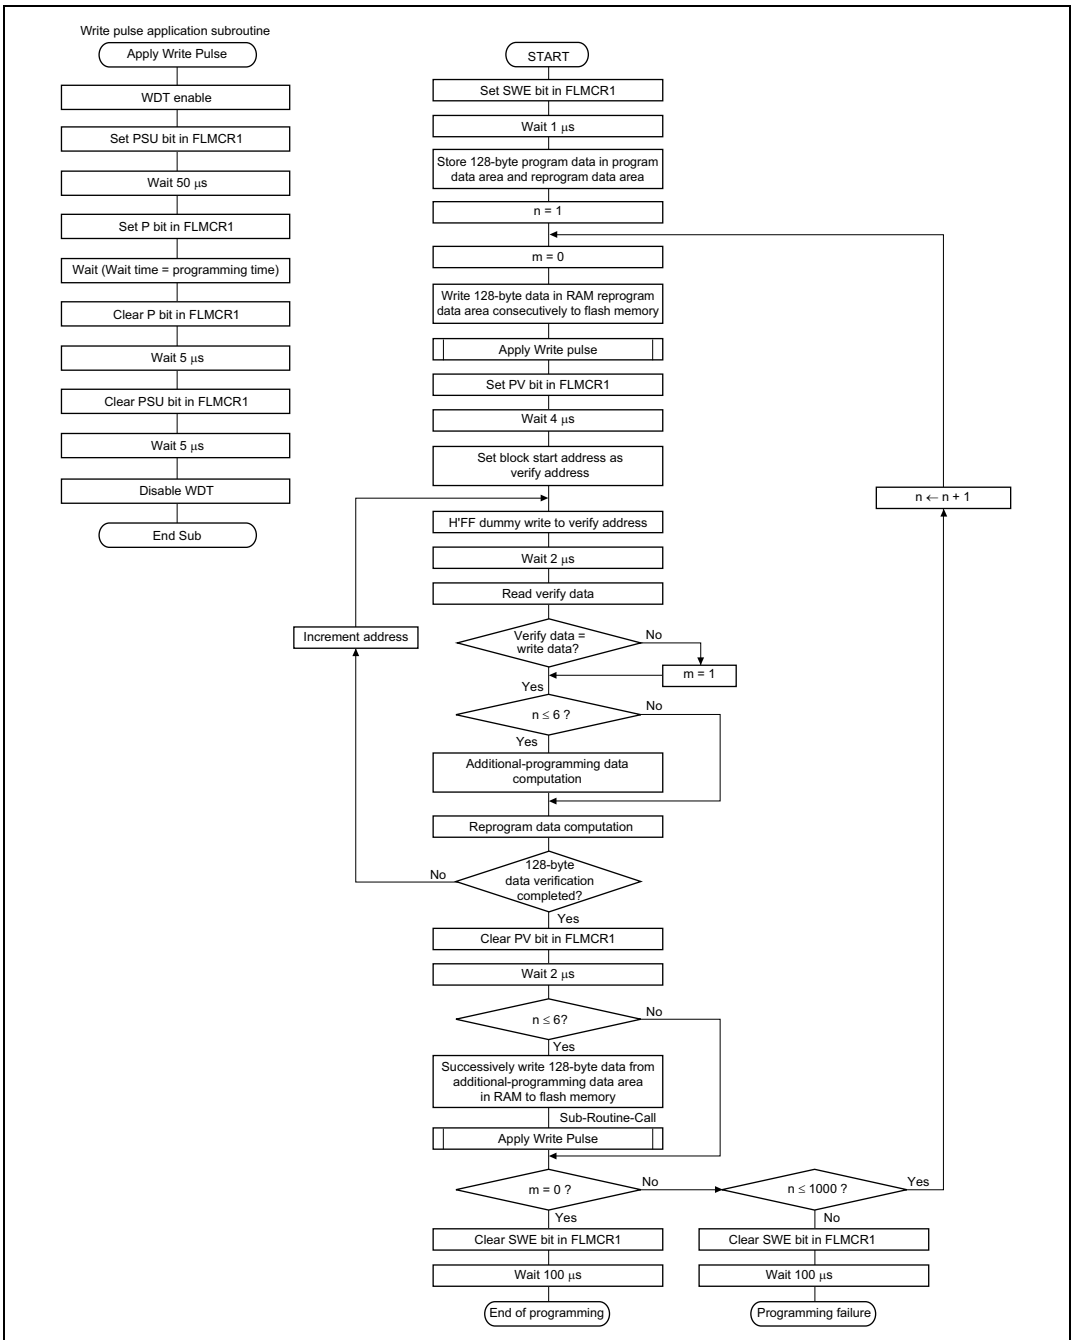 Write pulse application subroutine
Apply Write Pulse
WDT enable
Set PSU bit in FLMCR1
Wait 50 μs
Set P bit in FLMCR1
Wait (Wait time = programming time)
Clear P bit in FLMCR1
Wait 5 μs
Clear PSU bit in FLMCR1
Wait 5 μs
Disable WDT
End Sub
START
Set SWE bit in FLMCR1
Wait 1 μs
Store 128-byte program data in program
data area and reprogram data area
n = 1
m = 0
Write 128-byte data in RAM reprogram
data area consecutively to flash memory
Apply Write pulse
Set PV bit in FLMCR1
Wait 4 μs
Set block start address as
verify address
n ← n + 1
H'FF dummy write to verify address
Wait 2 μs
Read verify data
Increment address
Verify data =
write data?
No
m = 1
Yes
n ≤ 6 ?
No
Yes
Additional-programming data
computation
Reprogram data computation
128-byte
data verification
completed?
No
Yes
Clear PV bit in FLMCR1
Wait 2 μs
n ≤ 6?
No
Yes
Successively write 128-byte data from
additional-programming data area
in RAM to flash memory
Sub-Routine-Call
Apply Write Pulse
m = 0 ?
No
n ≤ 1000 ?
Yes
Yes
No
Clear SWE bit in FLMCR1
Clear SWE bit in FLMCR1
Wait 100 μs
Wait 100 μs
End of programming
Programming failure